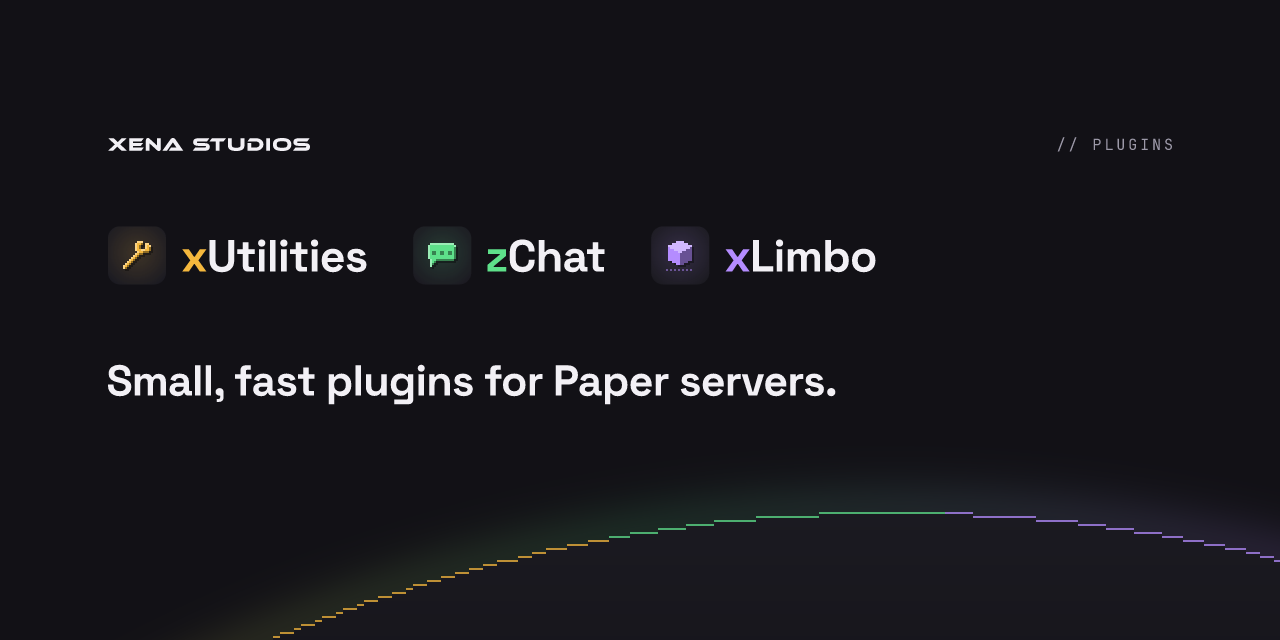 XENA STUDIOS
// PLUGINS
xUtilities zChat xLimbo
Small, fast plugins for Paper servers.